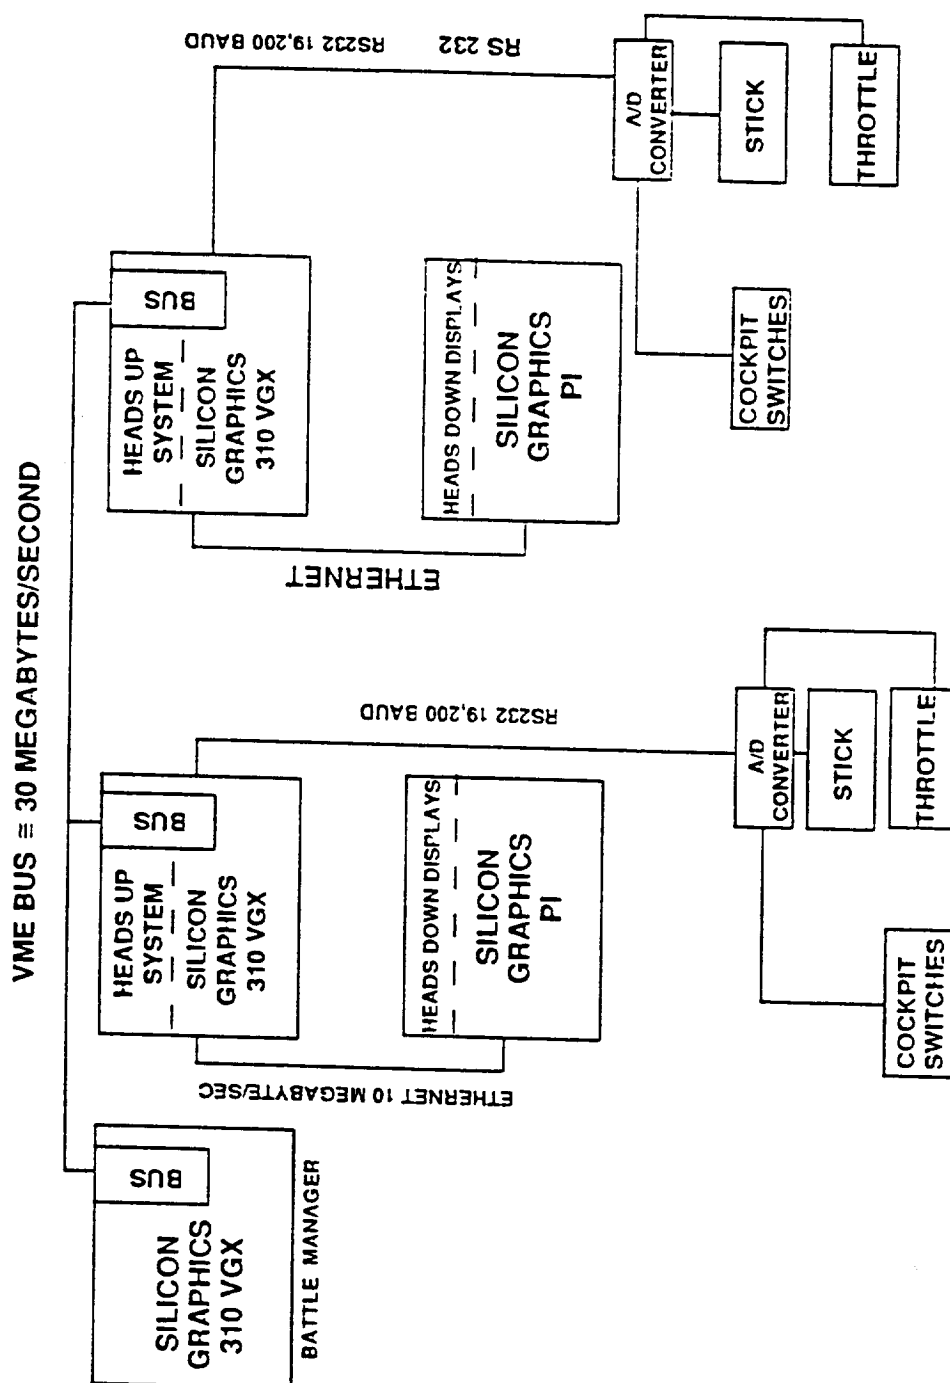 VME BUS ≅ 30 MEGABYTES/SECOND
BUS
SILICON
GRAPHICS
310 VGX
BATTLE MANAGER
BUS
HEADS UP
SYSTEM
SILICON
GRAPHICS
310 VGX
ETHERNET 10 MEGABYTE/SEC
HEADS DOWN DISPLAYS
SILICON
GRAPHICS
PI
RS232 19,200 BAUD
A/D
CONVERTER
STICK
THROTTLE
COCKPIT
SWITCHES
BUS
HEADS UP
SYSTEM
SILICON
GRAPHICS
310 VGX
ETHERNET
HEADS DOWN DISPLAYS
SILICON
GRAPHICS
PI
RS232 19,200 BAUD
RS 232
A/D
CONVERTER
STICK
THROTTLE
COCKPIT
SWITCHES